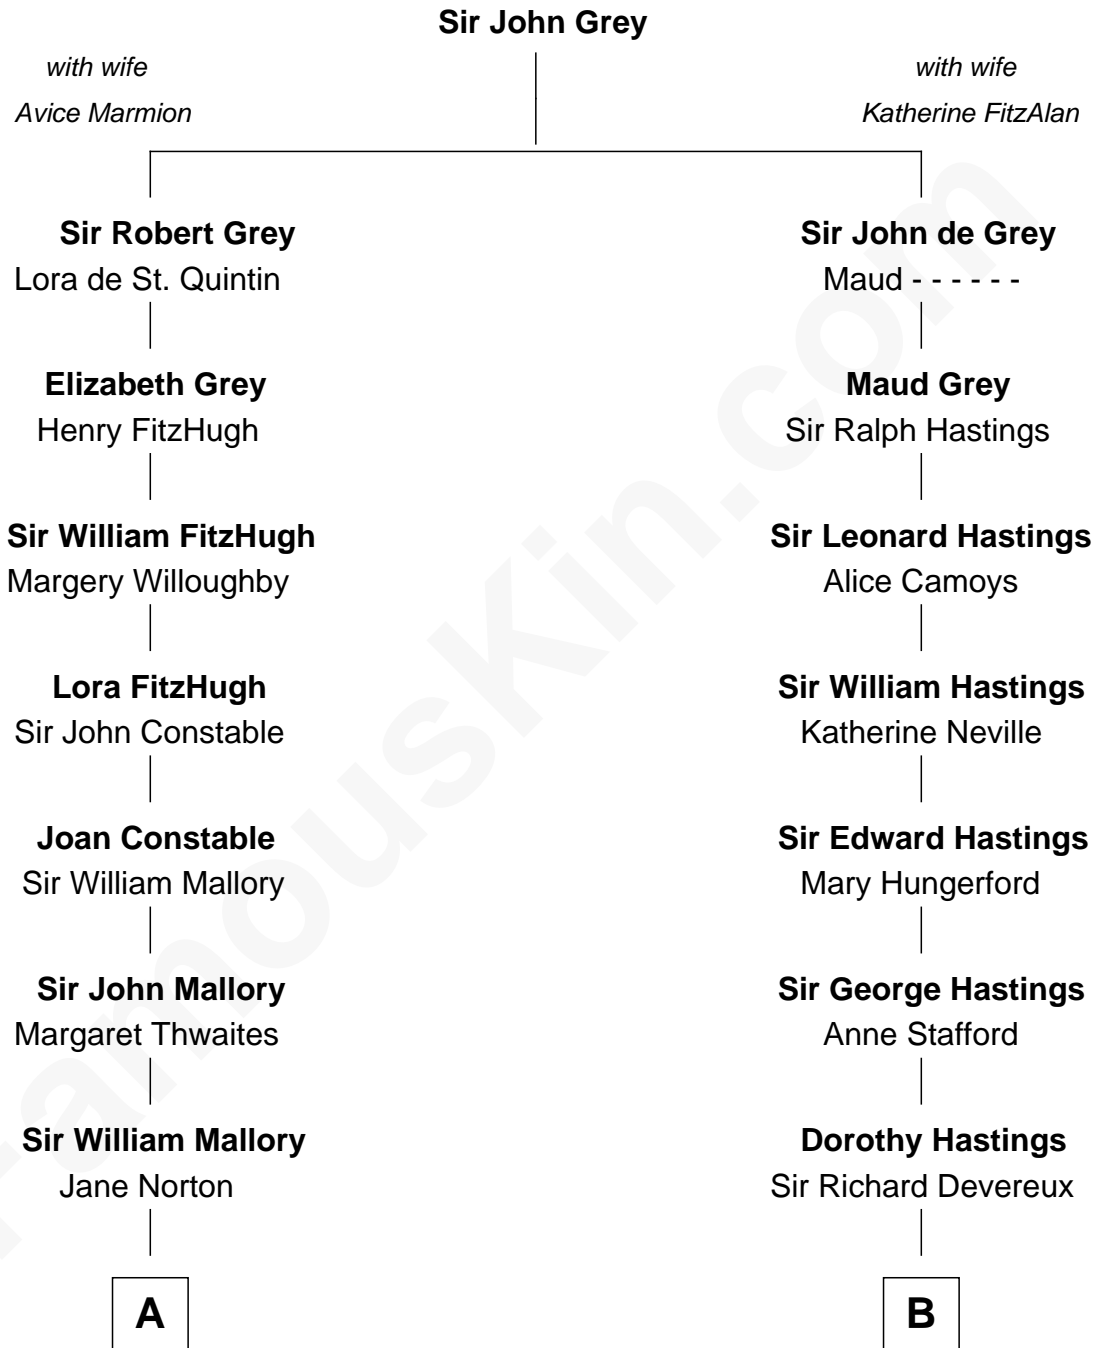 Sir John Grey
with wife
Avice Marmion
with wife
Katherine FitzAlan
Sir Robert Grey
Lora de St. Quintin
Sir John de Grey
Maud - - - - - -
Elizabeth Grey
Henry FitzHugh
Maud Grey
Sir Ralph Hastings
Sir William FitzHugh
Margery Willoughby
Sir Leonard Hastings
Alice Camoys
Lora FitzHugh
Sir John Constable
Sir William Hastings
Katherine Neville
Joan Constable
Sir William Mallory
Sir Edward Hastings
Mary Hungerford
Sir John Mallory
Margaret Thwaites
Sir George Hastings
Anne Stafford
Sir William Mallory
Jane Norton
Dorothy Hastings
Sir Richard Devereux
A
B
FamousKin.com